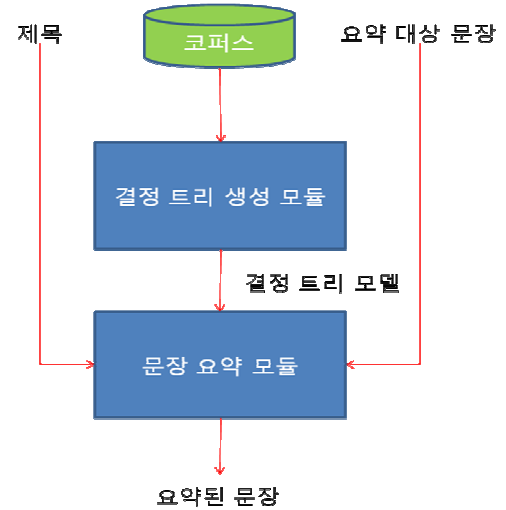 제목
코퍼스
요약 대상 문장
결정 트리 생성 모듈
결정 트리 모델
문장 요약 모듈
요약된 문장